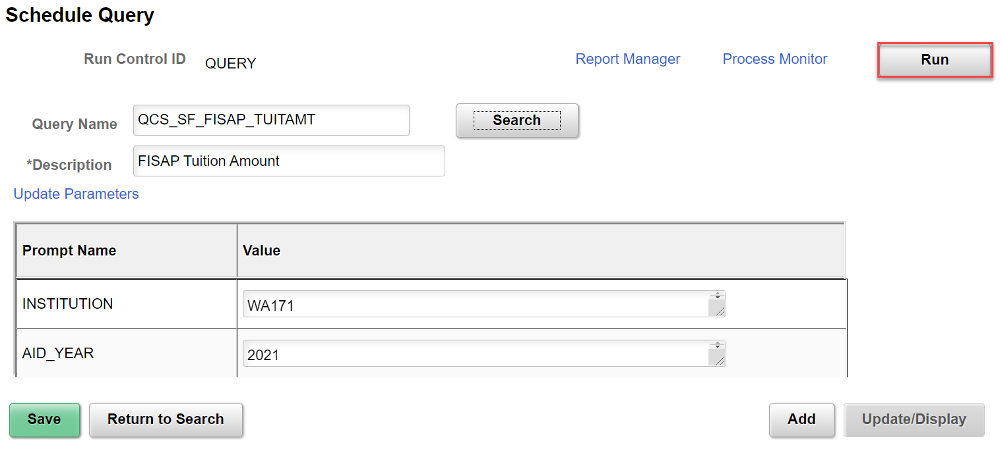 Schedule Query
Run Control ID QUERY Report Manager Process Monitor Run
Query Name QCS_SF_FISAP_TUITAMT Search
*Description FISAP Tuition Amount
Update Parameters
Prompt Name Value
INSTITUTION WA171
AID_YEAR 2021
Save Return to Search Add Update/Display